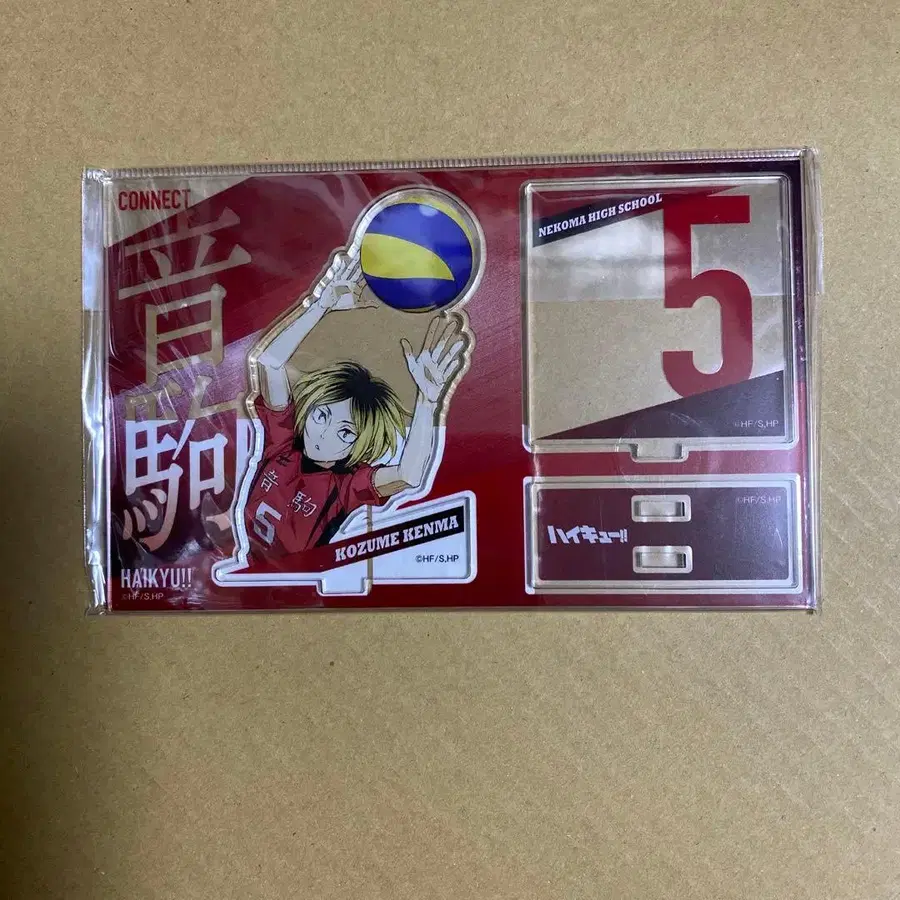 CONNECT
音駒
HAIKYU!!
©HF/S,HP
音駒
5
KOZUME KENMA
©HF/S,HP
NEKOMA HIGH SCHOOL
5
©HF/S,HP
ハイキュー!!
©HF/S,HP